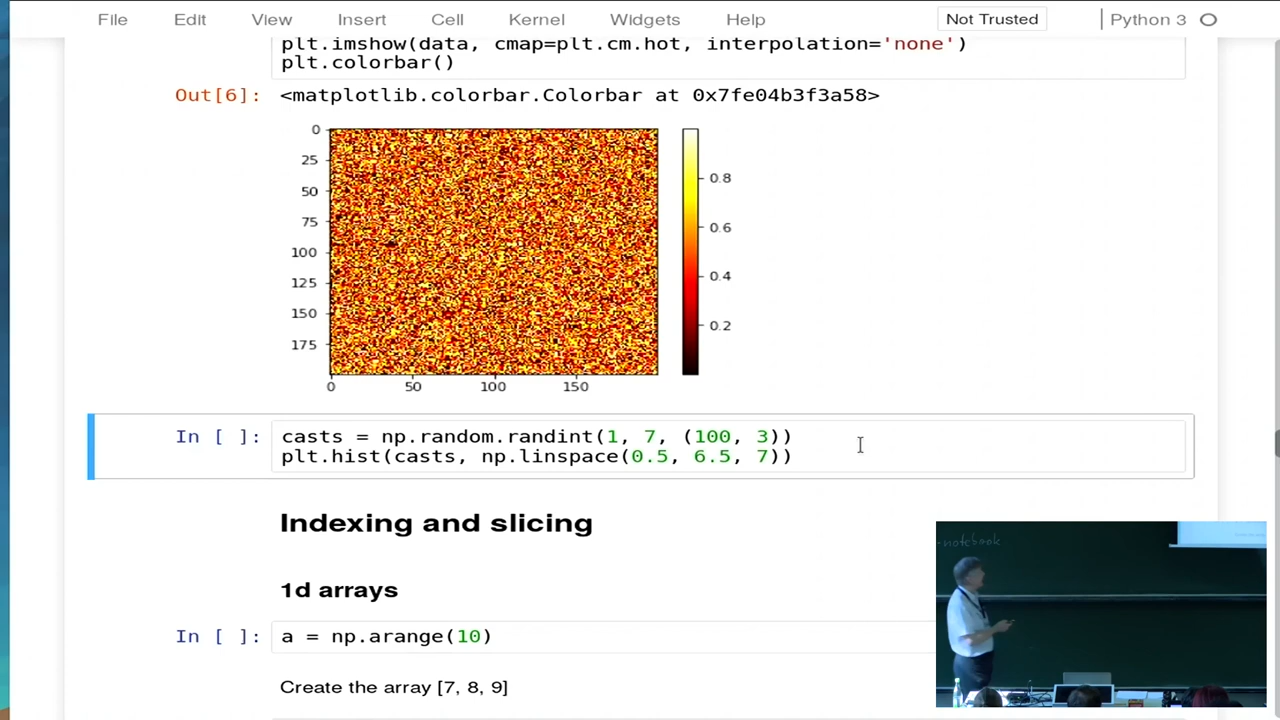 File Edit View Insert Cell Kernel Widgets Help Not Trusted Python 3
plt.imshow(data, cmap=plt.cm.hot, interpolation='none')
plt.colorbar()
Out[6]: <matplotlib.colorbar.Colorbar at 0x7fe04b3f3a58>
0
25
50
75
100
125
150
175
0 50 100 150
0.8
0.6
0.4
0.2
In [ ]: casts = np.random.randint(1, 7, (100, 3))
plt.hist(casts, np.linspace(0.5, 6.5, 7))
Indexing and slicing
-notebook
1d arrays
In [ ]: a = np.arange(10)
Create the array [7, 8, 9]